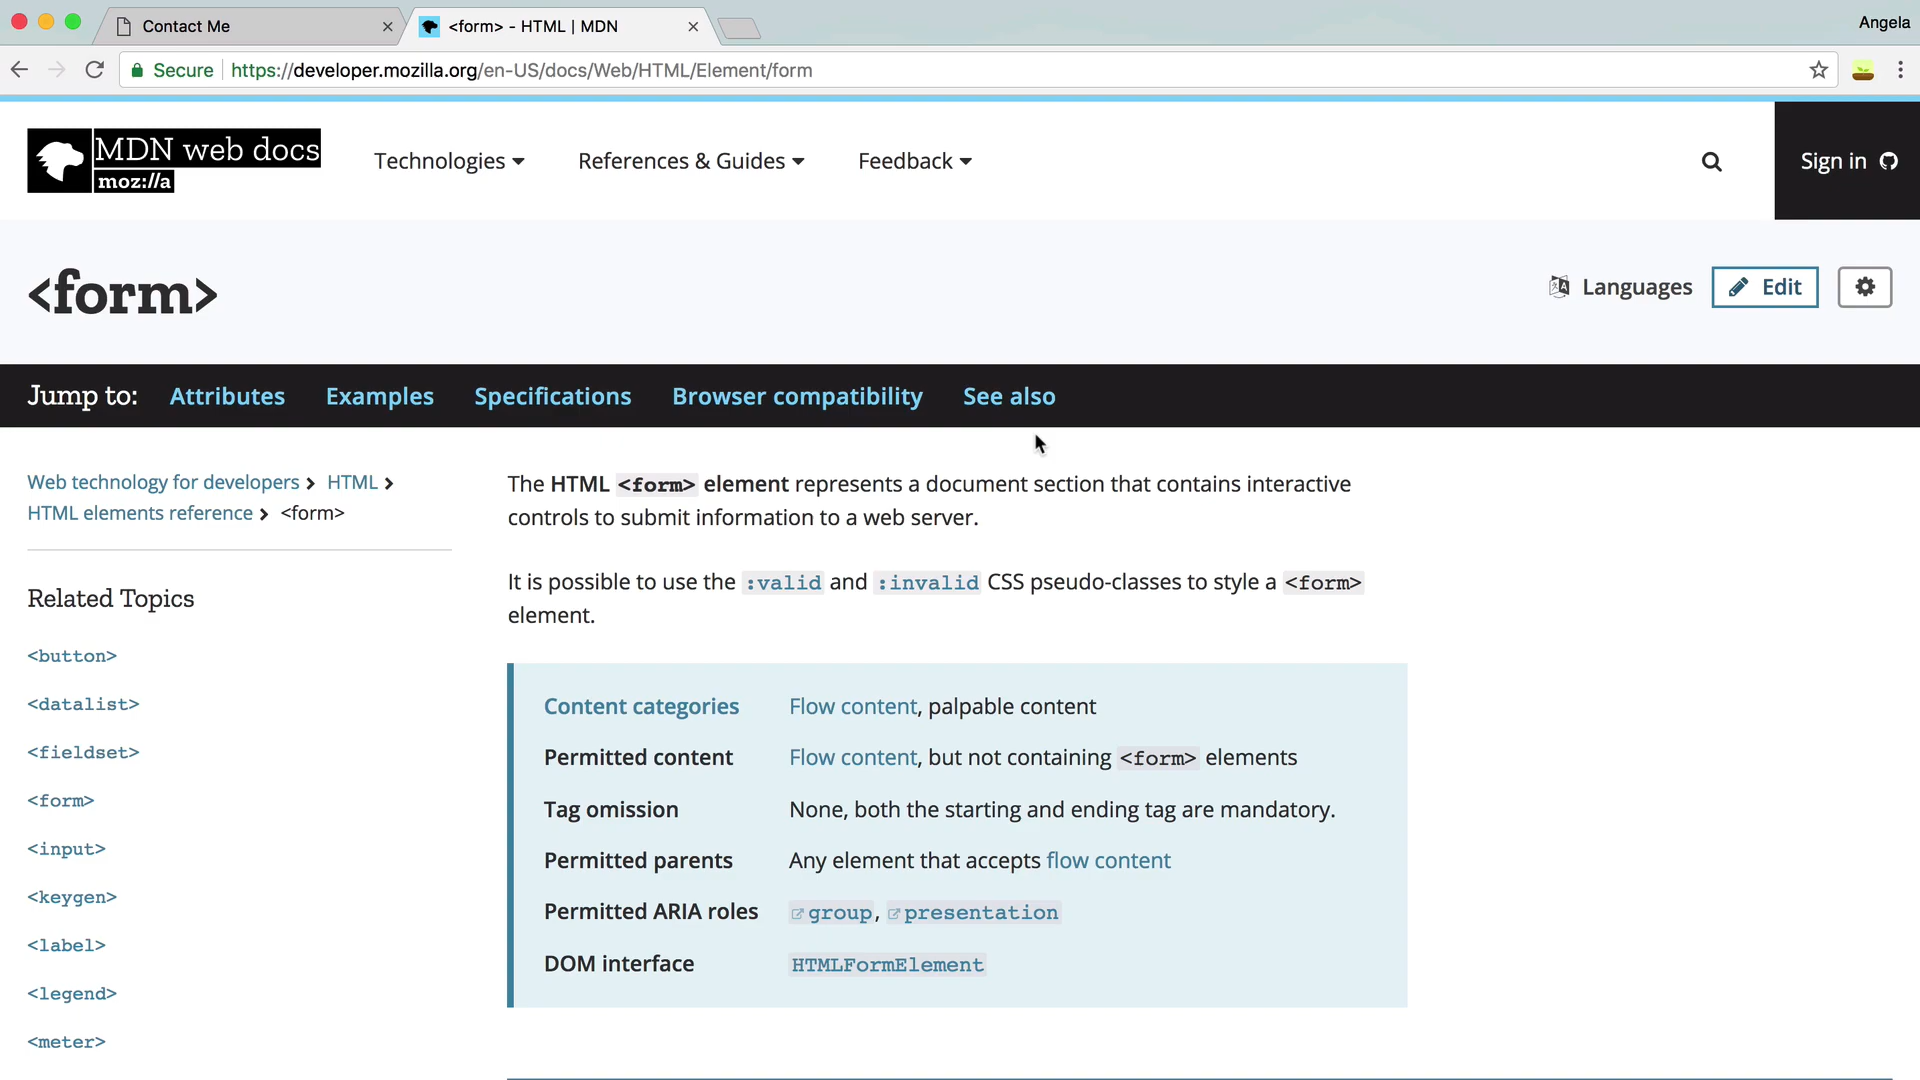 Contact Me
<form> - HTML | MDN
Angela
Secure
https://developer.mozilla.org/en-US/docs/Web/HTML/Element/form
MDN web docs
moz://a
Technologies
References & Guides
Feedback
Sign in
<form>
Languages
Edit
Jump to: Attributes Examples Specifications Browser compatibility See also
Web technology for developers HTML
HTML elements reference <form>
Related Topics
<button>
<datalist>
<fieldset>
<form>
<input>
<keygen>
<label>
<legend>
<meter>
The HTML <form> element represents a document section that contains interactive
controls to submit information to a web server.
It is possible to use the :valid and :invalid CSS pseudo-classes to style a <form>
element.
Content categories Flow content, palpable content
Permitted content Flow content, but not containing <form> elements
Tag omission None, both the starting and ending tag are mandatory.
Permitted parents Any element that accepts flow content
Permitted ARIA roles group, presentation
DOM interface HTMLFormElement